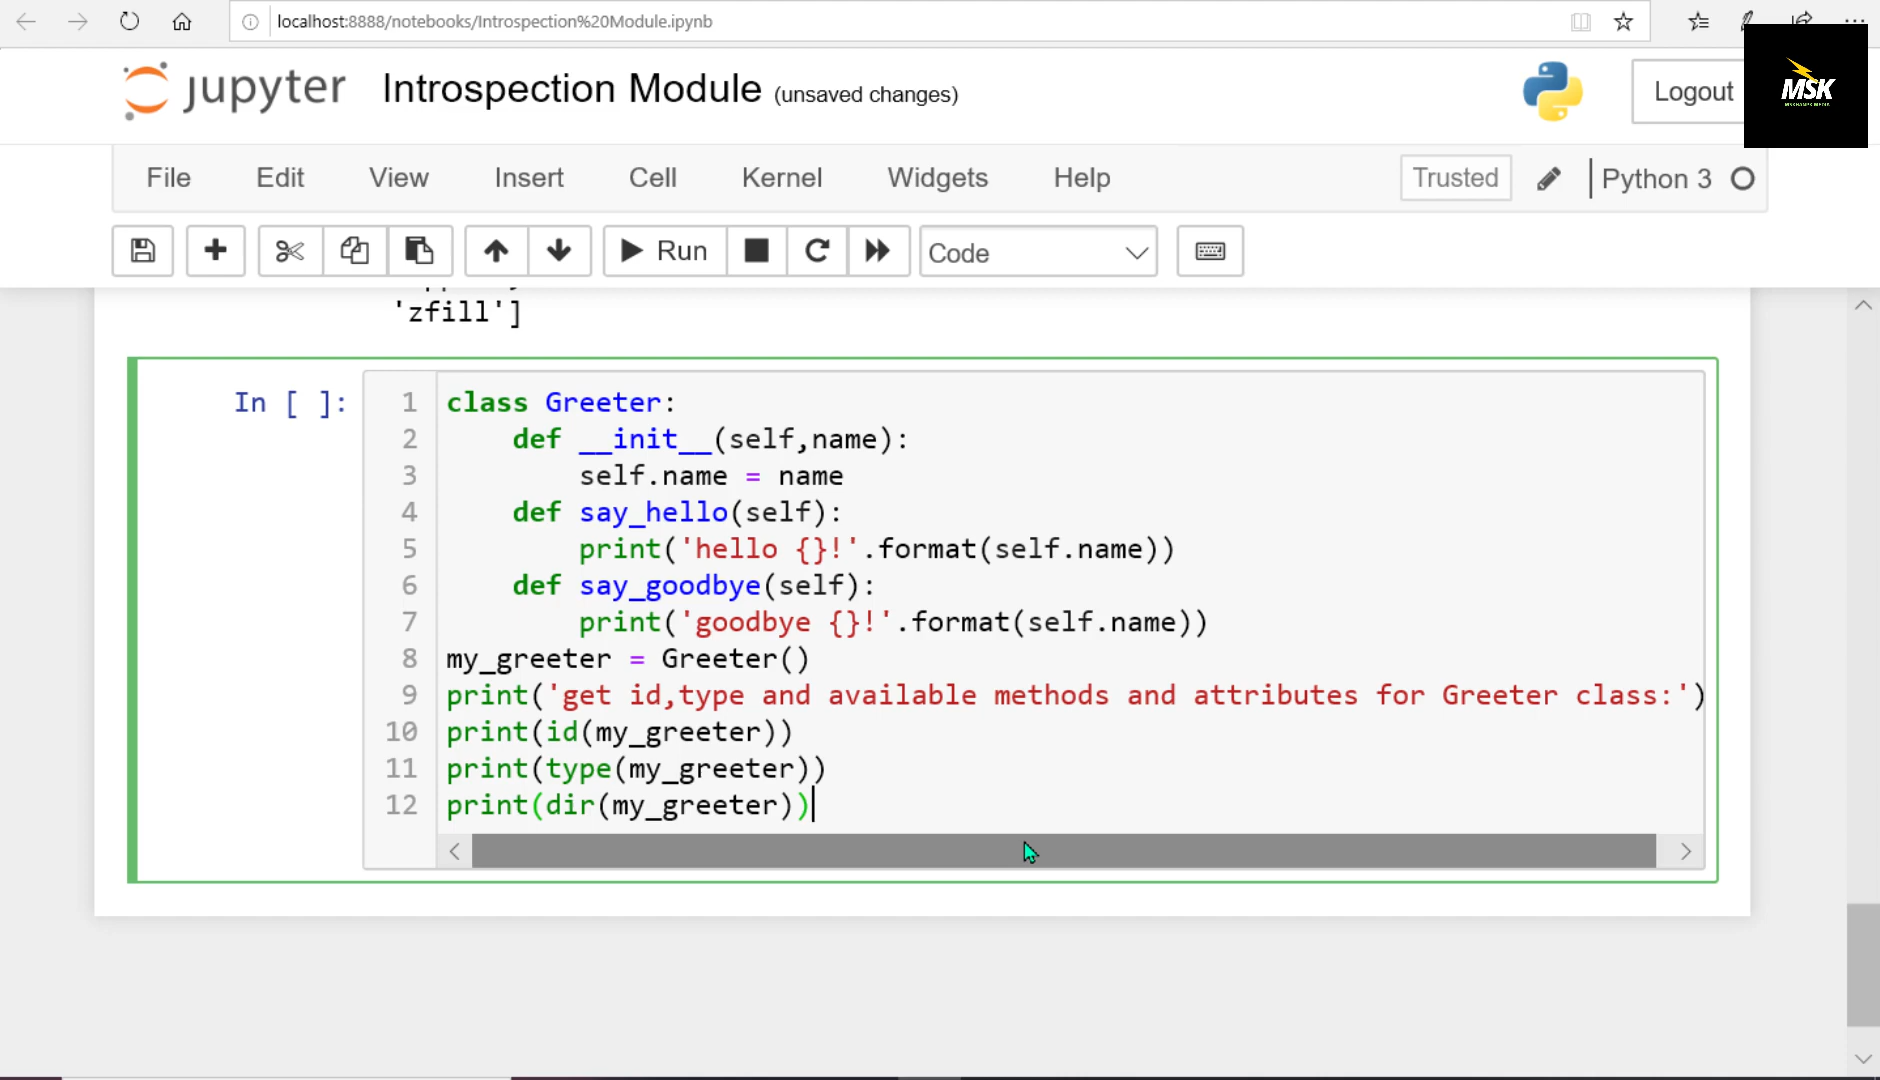 localhost:8888/notebooks/Introspection%20Module.ipynb
jupyter Introspection Module (unsaved changes)
Logout
MSK
File Edit View Insert Cell Kernel Widgets Help
Trusted
Python 3
Run
Code
'zfill']
In [ ]:
1 class Greeter:
2     def __init__(self,name):
3         self.name = name
4     def say_hello(self):
5         print('hello {}!'.format(self.name))
6     def say_goodbye(self):
7         print('goodbye {}!'.format(self.name))
8 my_greeter = Greeter()
9 print('get id,type and available methods and attributes for Greeter class:')
10 print(id(my_greeter))
11 print(type(my_greeter))
12 print(dir(my_greeter))